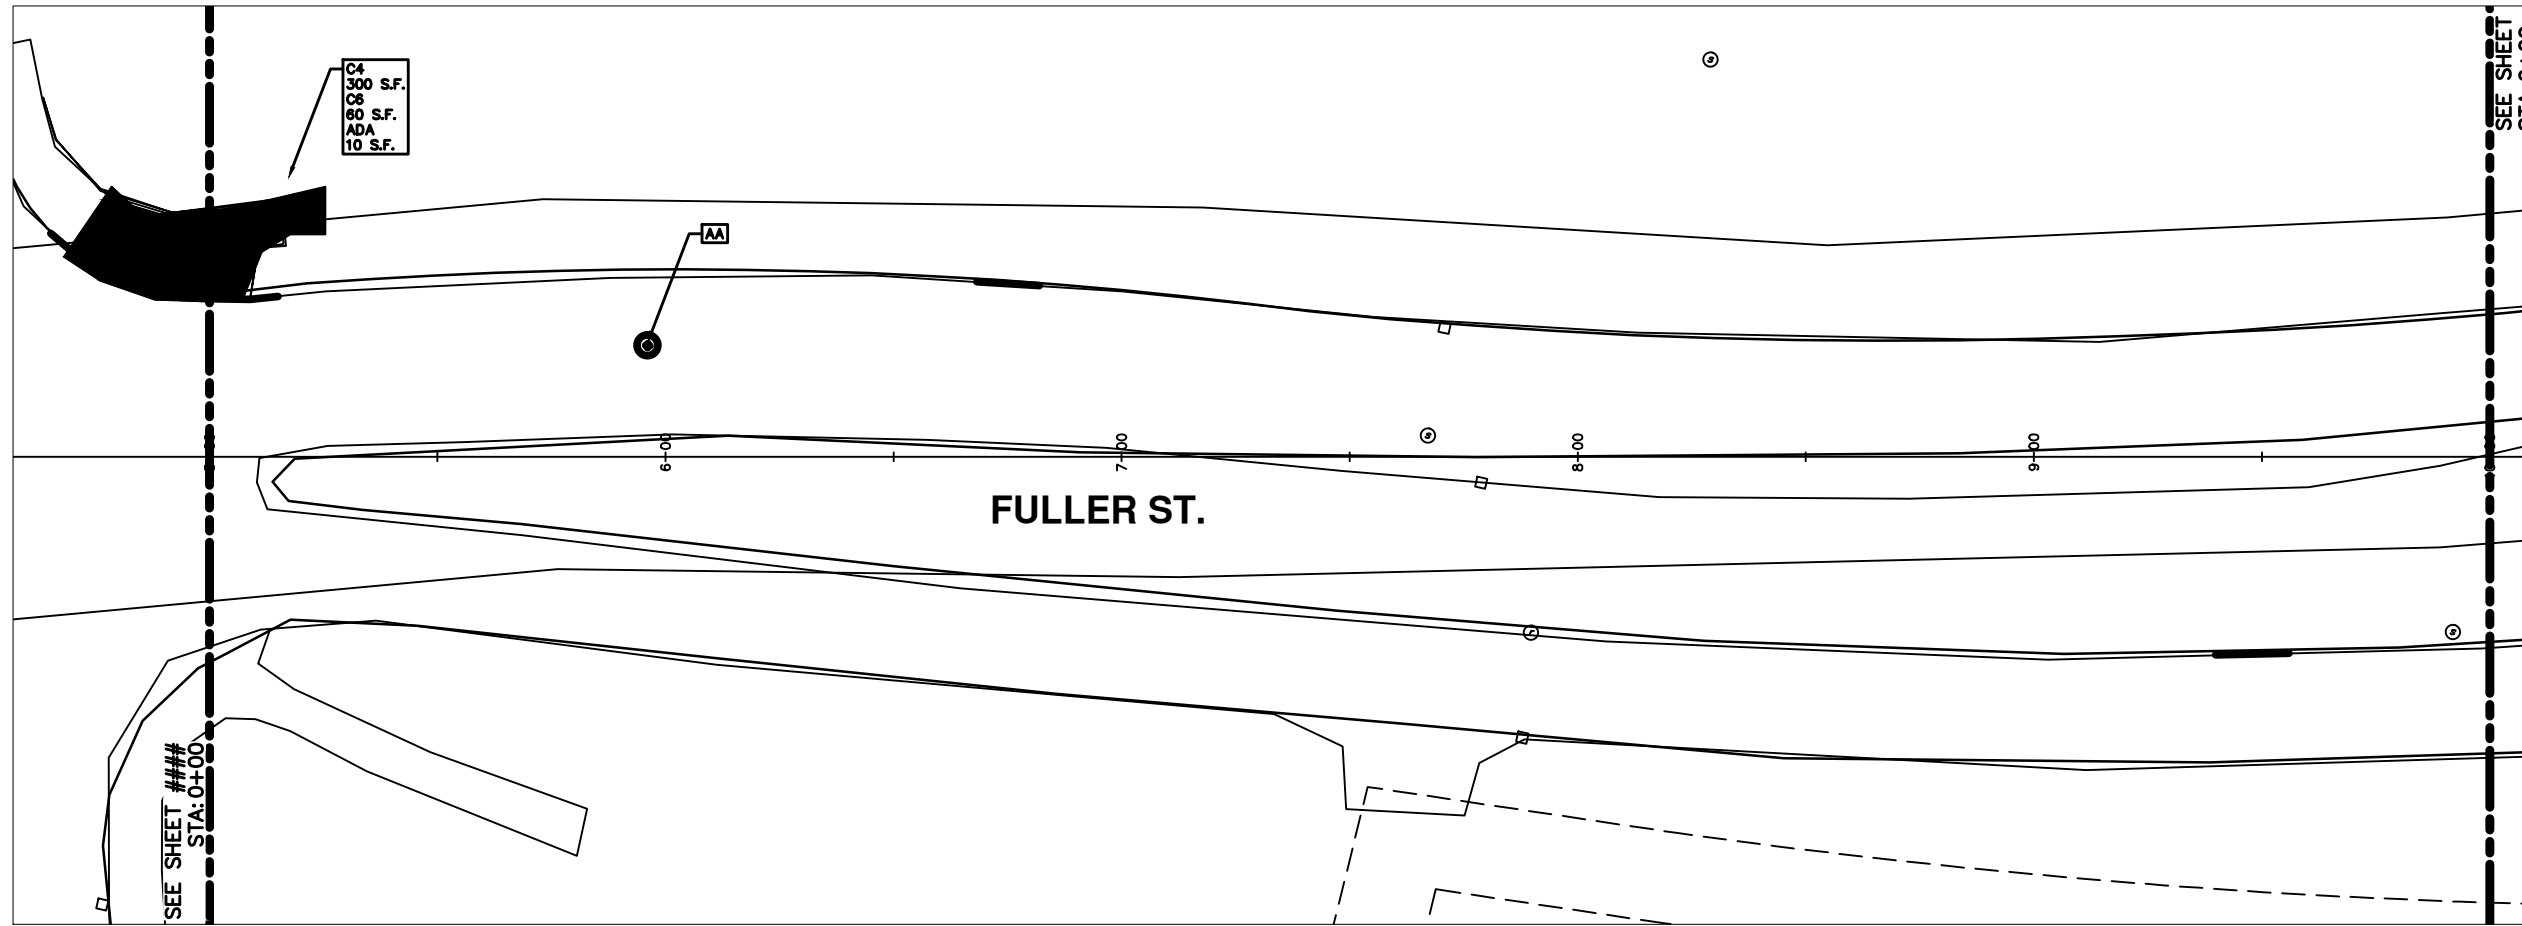 C4
300 S.F.
C6
60 S.F.
ADA
10 S.F.
AA
6+00
7+00
8+00
9+00
FULLER ST.
SEE SHEET ####
STA: 0+00
SEE SHEET